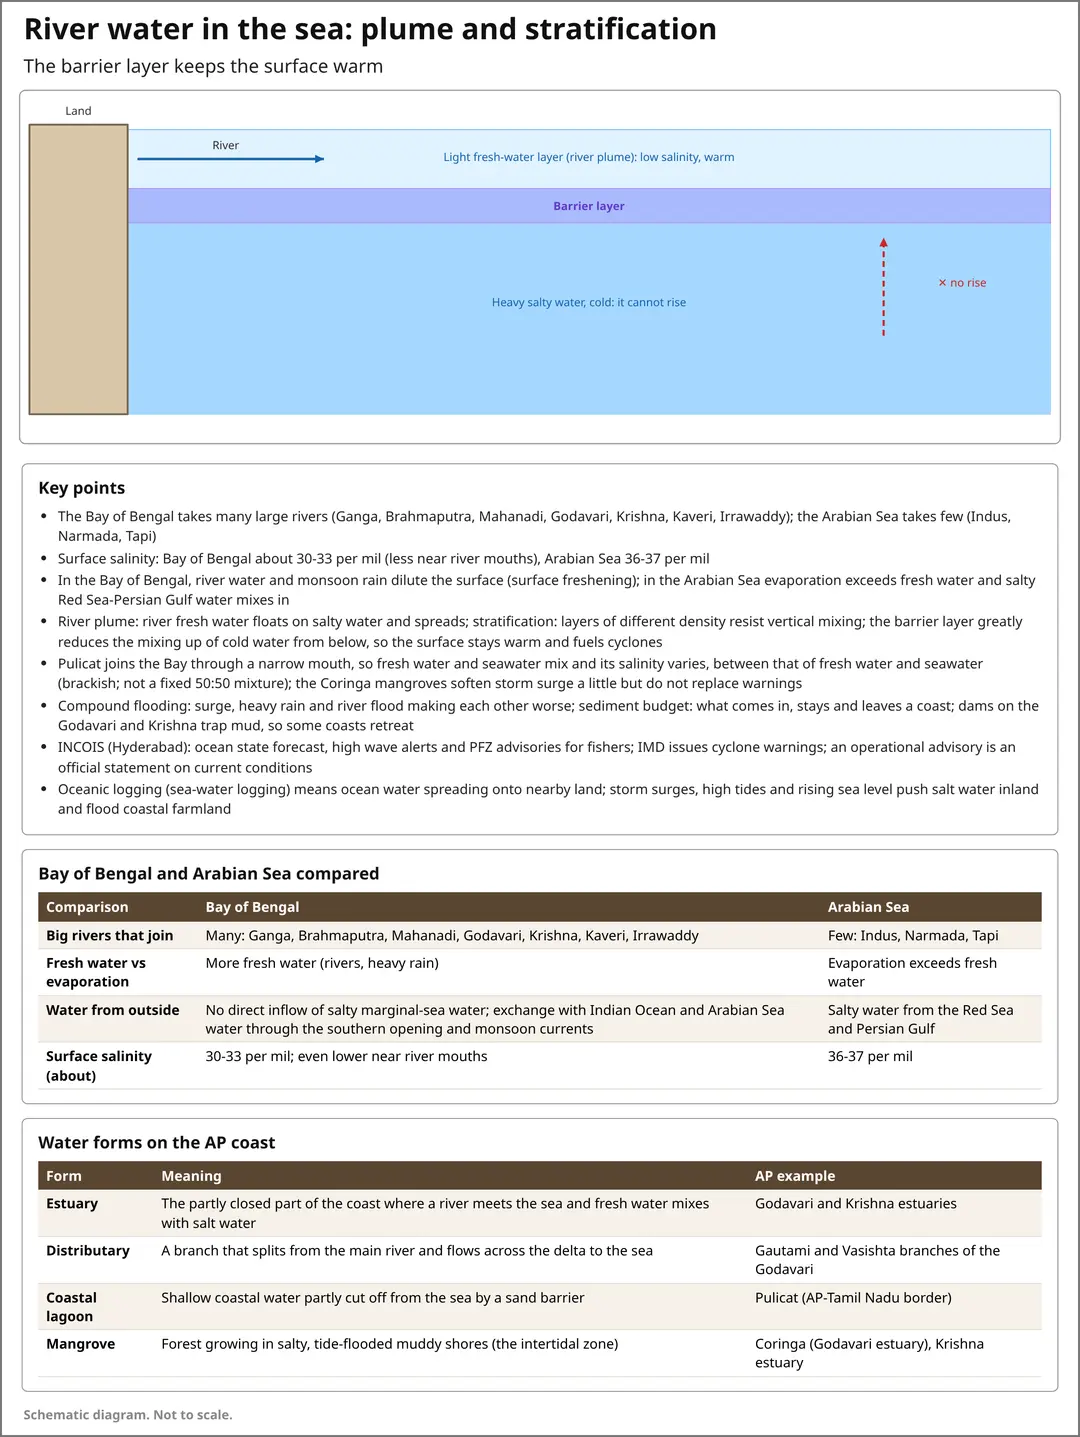 River water in the sea: plume and stratification
The barrier layer keeps the surface warm
Land
River
Light fresh-water layer (river plume): low salinity, warm
Barrier layer
✕ no rise
Heavy salty water, cold: it cannot rise
Key points
• The Bay of Bengal takes many large rivers (Ganga, Brahmaputra, Mahanadi, Godavari, Krishna, Kaveri, Irrawaddy); the Arabian Sea takes few (Indus,
Narmada, Tapi)
• Surface salinity: Bay of Bengal about 30-33 per mil (less near river mouths), Arabian Sea 36-37 per mil
• In the Bay of Bengal, river water and monsoon rain dilute the surface (surface freshening); in the Arabian Sea evaporation exceeds fresh water and salty
Red Sea-Persian Gulf water mixes in
• River plume: river fresh water floats on salty water and spreads; stratification: layers of different density resist vertical mixing; the barrier layer greatly
reduces the mixing up of cold water from below, so the surface stays warm and fuels cyclones
• Pulicat joins the Bay through a narrow mouth, so fresh water and seawater mix and its salinity varies, between that of fresh water and seawater
(brackish; not a fixed 50:50 mixture); the Coringa mangroves soften storm surge a little but do not replace warnings
• Compound flooding: surge, heavy rain and river flood making each other worse; sediment budget: what comes in, stays and leaves a coast; dams on the
Godavari and Krishna trap mud, so some coasts retreat
• INCOIS (Hyderabad): ocean state forecast, high wave alerts and PFZ advisories for fishers; IMD issues cyclone warnings; an operational advisory is an
official statement on current conditions
• Oceanic logging (sea-water logging) means ocean water spreading onto nearby land; storm surges, high tides and rising sea level push salt water inland
and flood coastal farmland
Bay of Bengal and Arabian Sea compared
Comparison Bay of Bengal Arabian Sea
Big rivers that join Many: Ganga, Brahmaputra, Mahanadi, Godavari, Krishna, Kaveri, Irrawaddy Few: Indus, Narmada, Tapi
Fresh water vs More fresh water (rivers, heavy rain) Evaporation exceeds fresh
evaporation water
Water from outside No direct inflow of salty marginal-sea water; exchange with Indian Ocean and Arabian Sea Salty water from the Red Sea
water through the southern opening and monsoon currents and Persian Gulf
Surface salinity 30-33 per mil; even lower near river mouths 36-37 per mil
(about)
Water forms on the AP coast
Form Meaning AP example
Estuary The partly closed part of the coast where a river meets the sea and fresh water mixes Godavari and Krishna estuaries
with salt water
Distributary A branch that splits from the main river and flows across the delta to the sea Gautami and Vasishta branches of the
Godavari
Coastal Shallow coastal water partly cut off from the sea by a sand barrier Pulicat (AP-Tamil Nadu border)
lagoon
Mangrove Forest growing in salty, tide-flooded muddy shores (the intertidal zone) Coringa (Godavari estuary), Krishna
estuary
Schematic diagram. Not to scale.